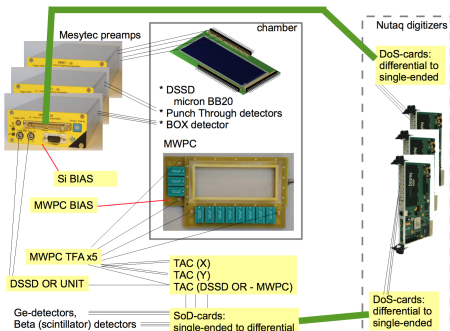 Mesytec preamps
chamber
Nutaq digitizers
DoS-cards:
differential to
single-ended
* DSSD
micron BB20
* Punch Through detectors
* BOX detector
MWPC
Si BIAS
MWPC BIAS
MWPC TFA x5
DSSD OR UNIT
TAC (X)
TAC (Y)
TAC (DSSD OR - MWPC)
Ge-detectors,
Beta (scintillator) detectors
SoD-cards:
single-ended to differential
DoS-cards:
differential to
single-ended